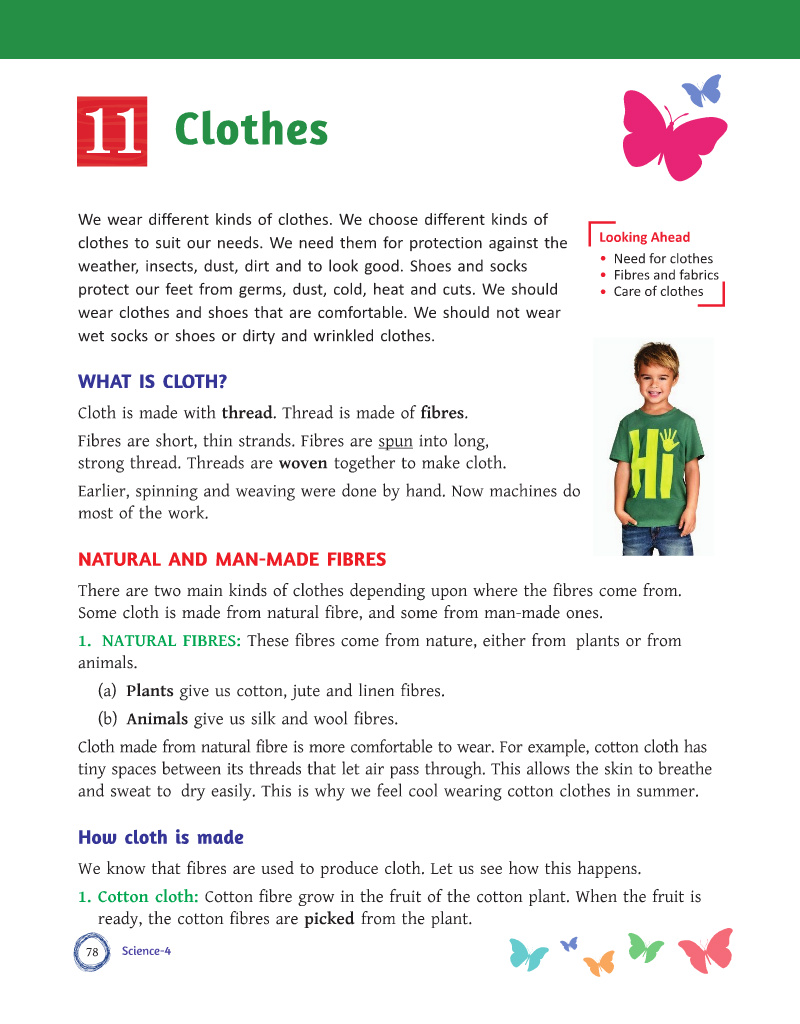 11 Clothes
We wear different kinds of clothes. We choose different kinds of
clothes to suit our needs. We need them for protection against the
weather, insects, dust, dirt and to look good. Shoes and socks
protect our feet from germs, dust, cold, heat and cuts. We should
wear clothes and shoes that are comfortable. We should not wear
wet socks or shoes or dirty and wrinkled clothes.
Looking Ahead
• Need for clothes
• Fibres and fabrics
• Care of clothes
WHAT IS CLOTH?
Cloth is made with thread. Thread is made of fibres.
Fibres are short, thin strands. Fibres are spun into long,
strong thread. Threads are woven together to make cloth.
Earlier, spinning and weaving were done by hand. Now machines do
most of the work.
Hi
NATURAL AND MAN-MADE FIBRES
There are two main kinds of clothes depending upon where the fibres come from.
Some cloth is made from natural fibre, and some from man-made ones.
1. NATURAL FIBRES: These fibres come from nature, either from plants or from
animals.
(a) Plants give us cotton, jute and linen fibres.
(b) Animals give us silk and wool fibres.
Cloth made from natural fibre is more comfortable to wear. For example, cotton cloth has
tiny spaces between its threads that let air pass through. This allows the skin to breathe
and sweat to dry easily. This is why we feel cool wearing cotton clothes in summer.
How cloth is made
We know that fibres are used to produce cloth. Let us see how this happens.
1. Cotton cloth: Cotton fibre grow in the fruit of the cotton plant. When the fruit is
ready, the cotton fibres are picked from the plant.
78 Science-4